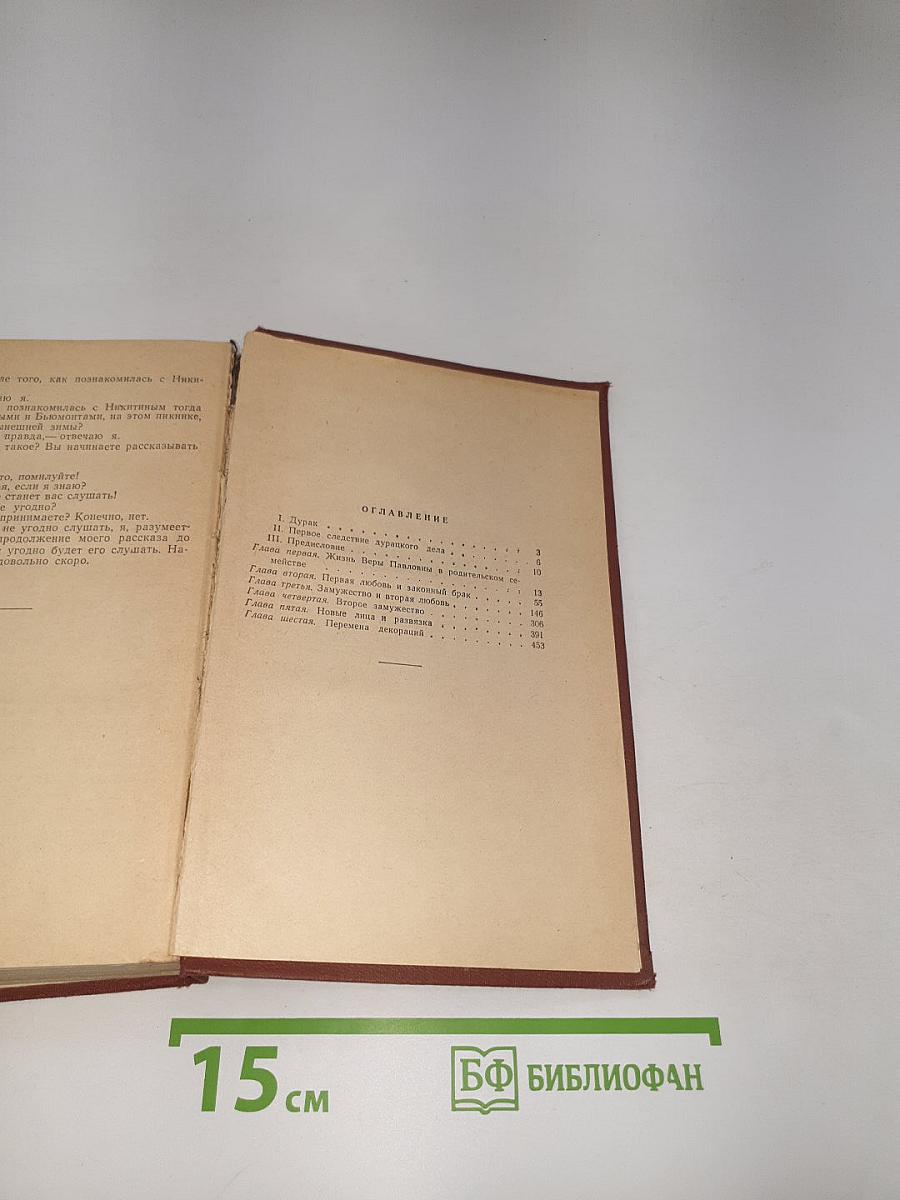 ле того, как познакомилась с Ники-
аю я.
познакомилась с Никитиным тогда
ыми и Бьюмонтами, на этом пикнике,
ынешней зимы?
правда,— отвечаю я.
такое? Вы начинаете рассказывать
то, помилуйте!
я, если я знаю?
станет вас слушать!
е угодно?
принимаете? Конечно, нет.
не угодно слушать, я, разумеет-
продолжение моего рассказа до
угодно будет его слушать. На-
довольно скоро.
ОГЛАВЛЕНИЕ
I. Дурак 3
II. Первое следствие дурацкого дела 6
III. Предисловие 10
Глава первая. Жизнь Веры Павловны в родительском се-
мействе 13
Глава вторая. Первая любовь и законный брак 55
Глава третья. Замужество и вторая любовь 146
Глава четвертая. Второе замужество 306
Глава пятая. Новые лица и развязка 391
Глава шестая. Перемена декораций 453
15 см
БФ БИБЛИОФАН